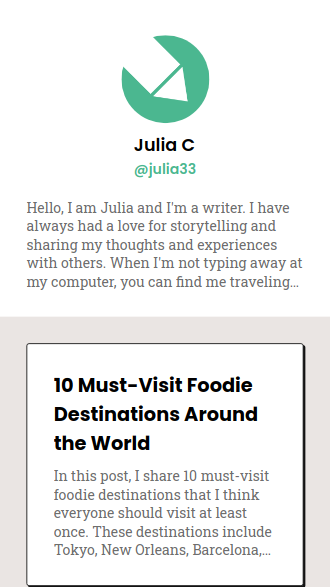 Julia C
@julia33
Hello, I am Julia and I'm a writer. I have
always had a love for storytelling and
sharing my thoughts and experiences
with others. When I'm not typing away at
my computer, you can find me traveling...
10 Must-Visit Foodie
Destinations Around
the World
In this post, I share 10 must-visit
foodie destinations that I think
everyone should visit at least
once. These destinations include
Tokyo, New Orleans, Barcelona,...